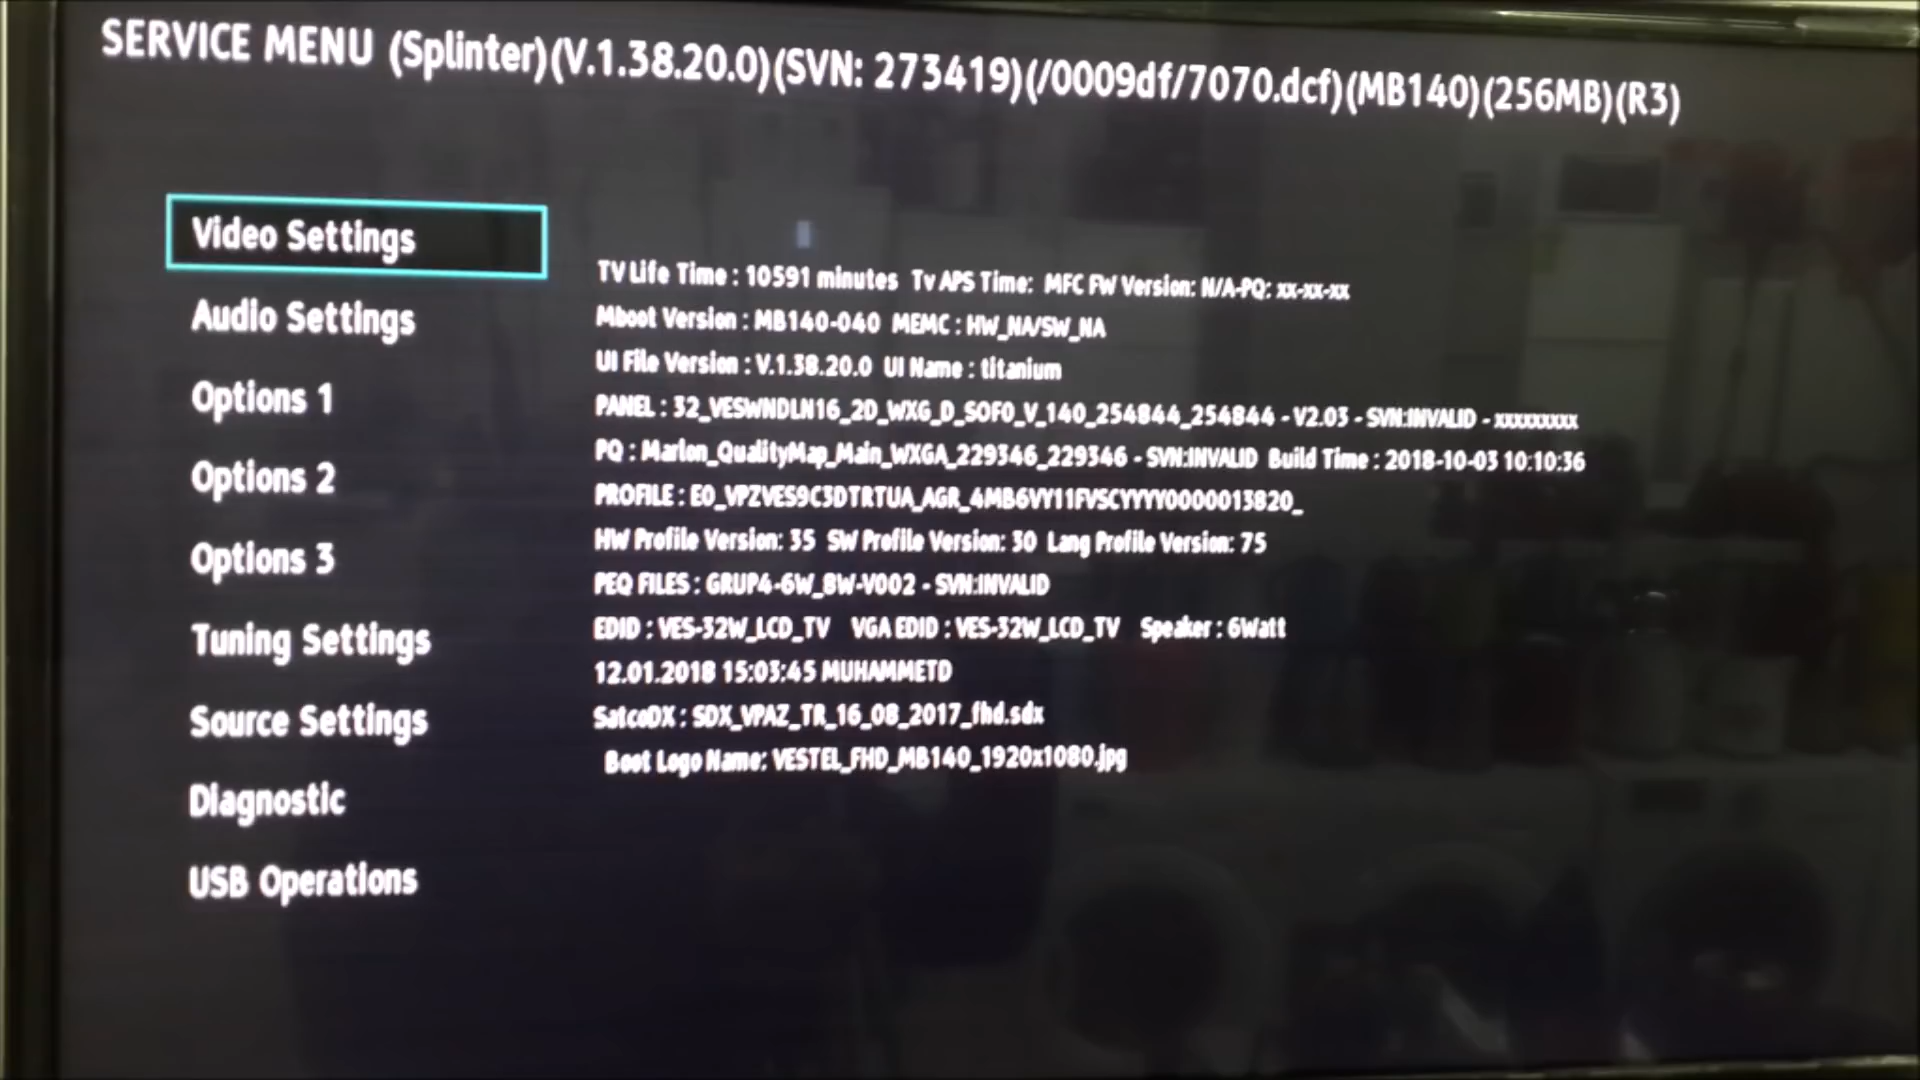 SERVICE MENU (Splinter)(V.1.38.20.0)(SVN: 273419)(/0009df/7070.dcf)(MB140)(256MB)(R3)
Video Settings
Audio Settings
Options 1
Options 2
Options 3
Tuning Settings
Source Settings
Diagnostic
USB Operations
TV Life Time : 10591 minutes Tv APS Time: MFC FW Version: N/A-PQ: xx-xx-xx
Mboot Version : MB140-040 MEMC : HW_NA/SW_NA
UI File Version : V.1.38.20.0 UI Name : titanium
PANEL : 32_VESWNDLN16_2D_WXG_D_SOF0_V_140_254844_254844 - V2.03 - SVN:INVALID - xxxxxxxxx
PQ : Marlon_QualityMap_Main_WXGA_229346_229346 - SVN:INVALID Build Time : 2018-10-03 10:10:36
PROFILE : E0_VPZVES9C3DTRTUA_AGR_4MB6VY11FVSCYYYY0000013820_
HW Profile Version: 35 SW Profile Version: 30 Lang Profile Version: 75
PEQ FILES : GRUP4-6W_8W-V002 - SVN:INVALID
EDID : VES-32W_LCD_TV VGA EDID : VES-32W_LCD_TV Speaker : 6Watt
12.01.2018 15:03:45 MUHAMMETD
SatcoDX : SDX_VPAZ_TR_16_08_2017_fhd.sdx
Boot Logo Name: VESTEL_FHD_MB140_1920x1080.jpg